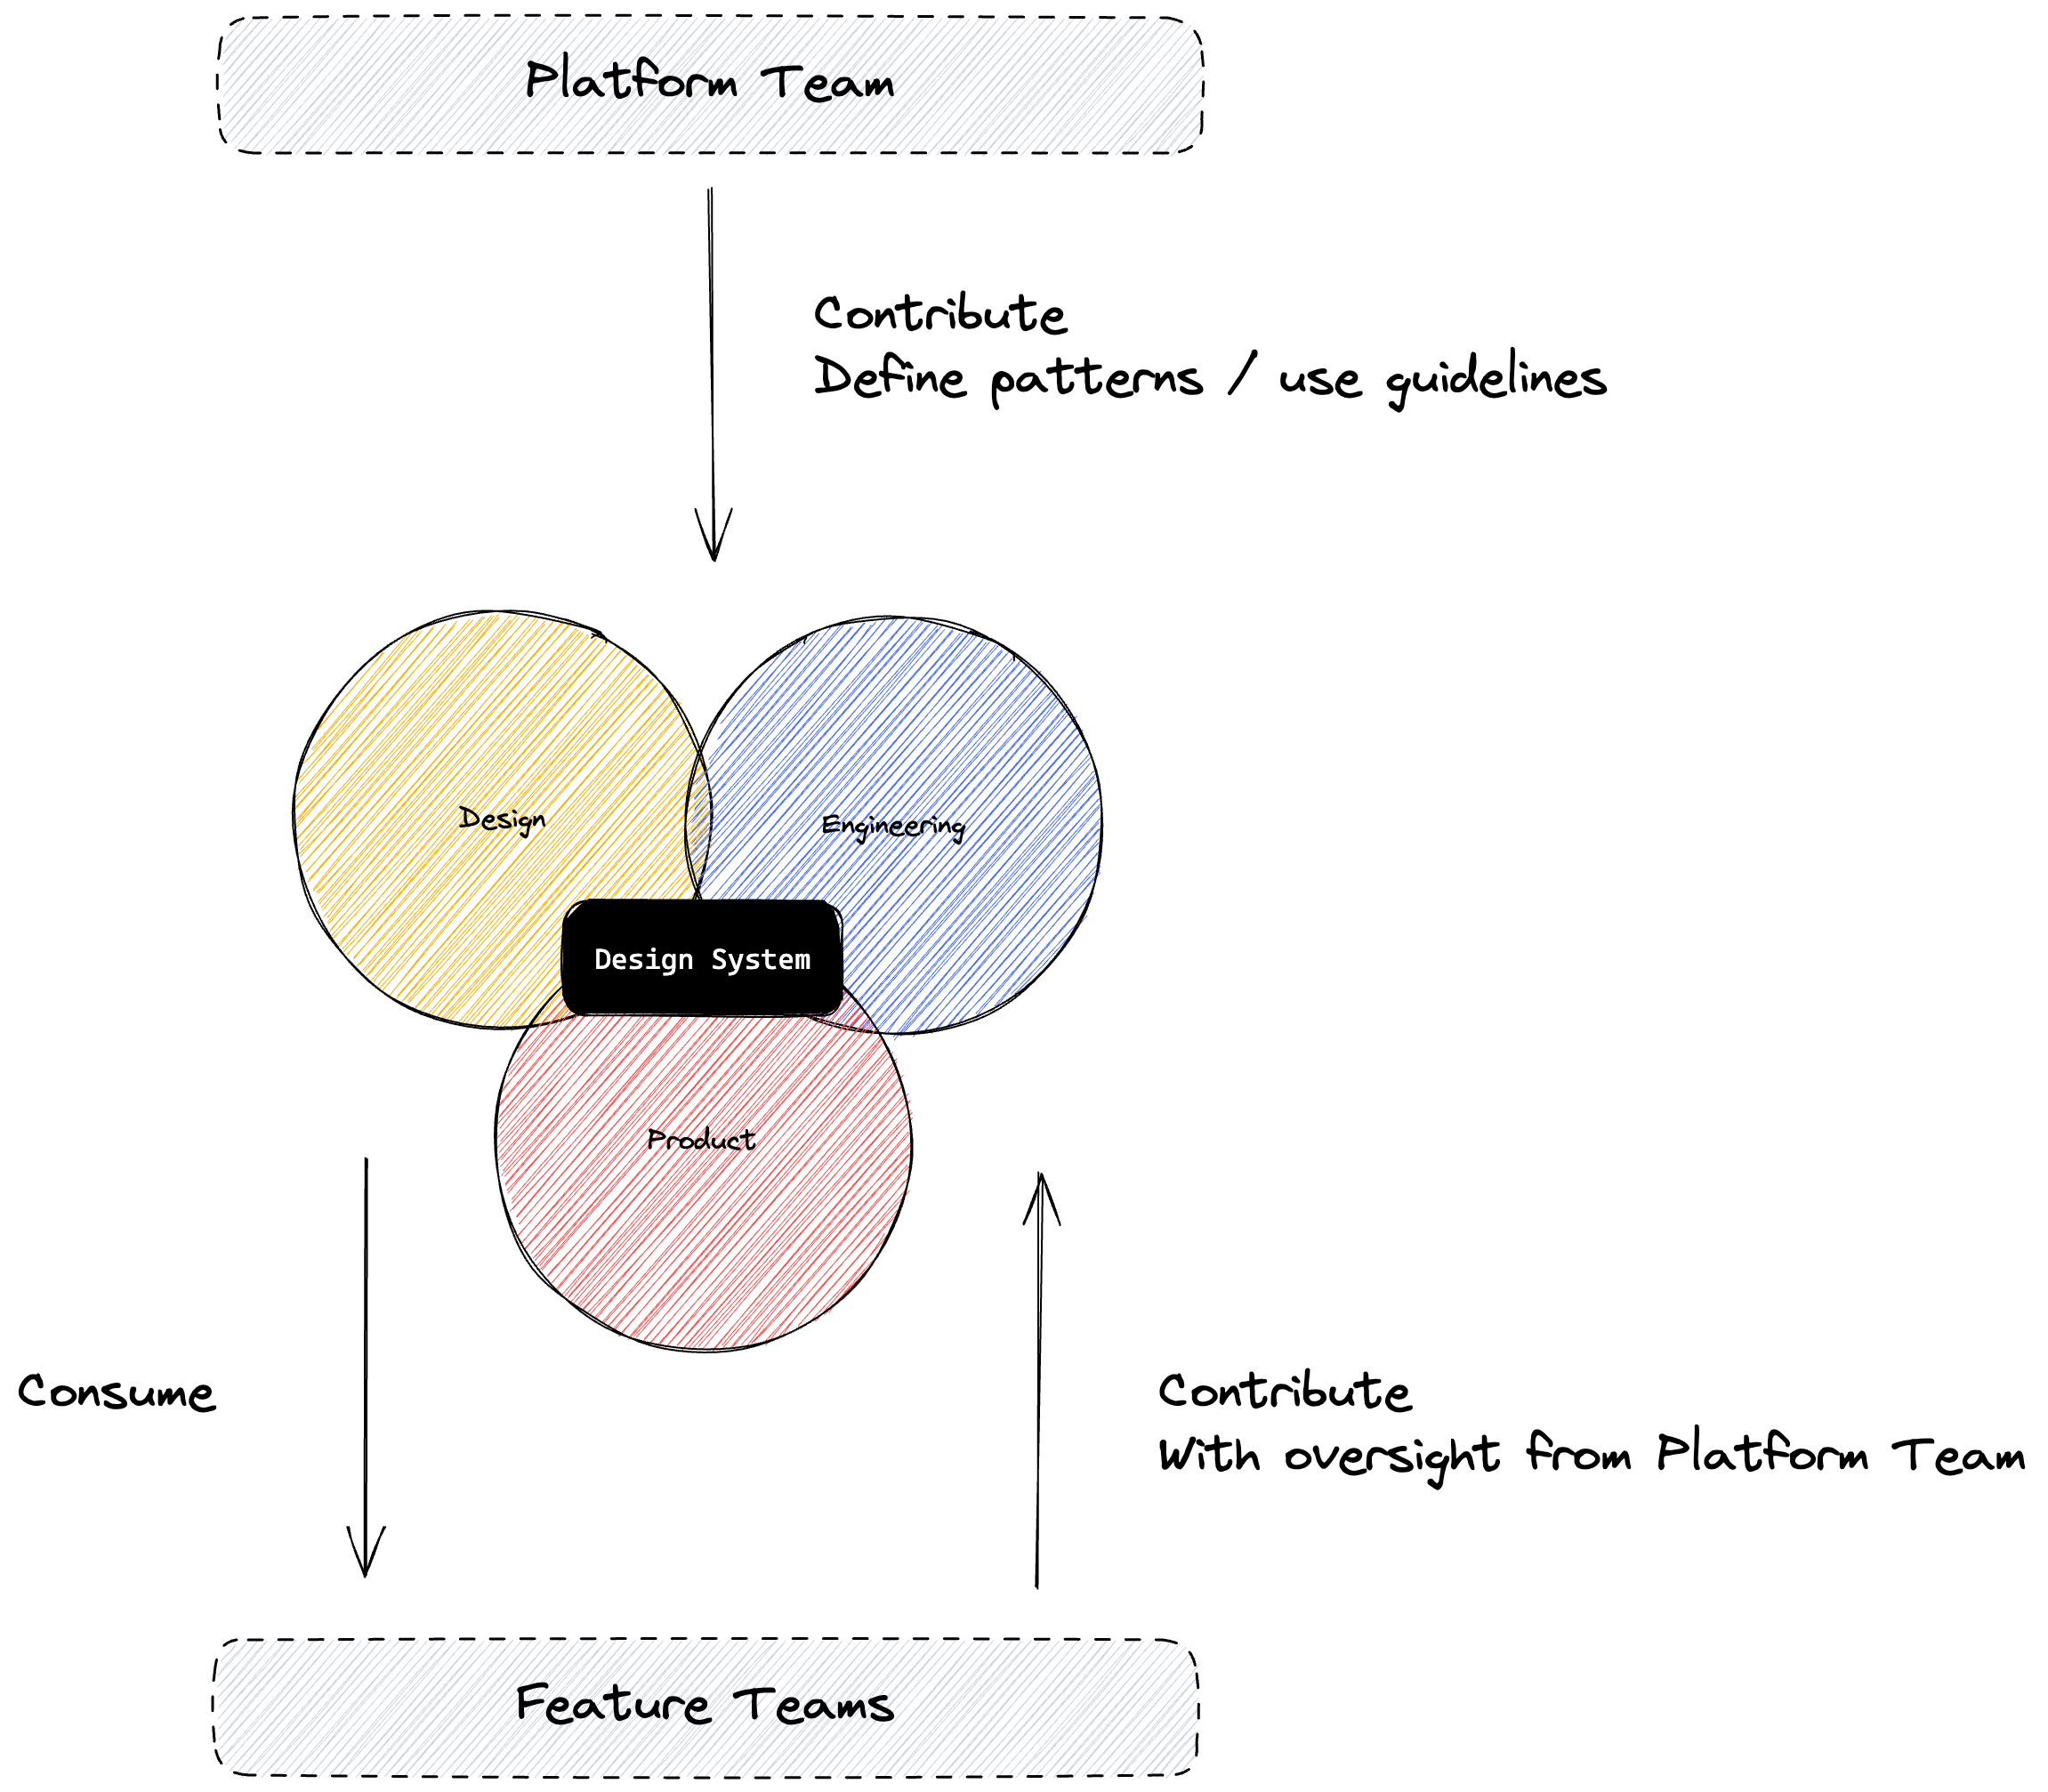 Platform Team
Contribute
Define patterns / use guidelines
Design
Engineering
Design System
Product
Consume
Contribute
With oversight from Platform Team
Feature Teams